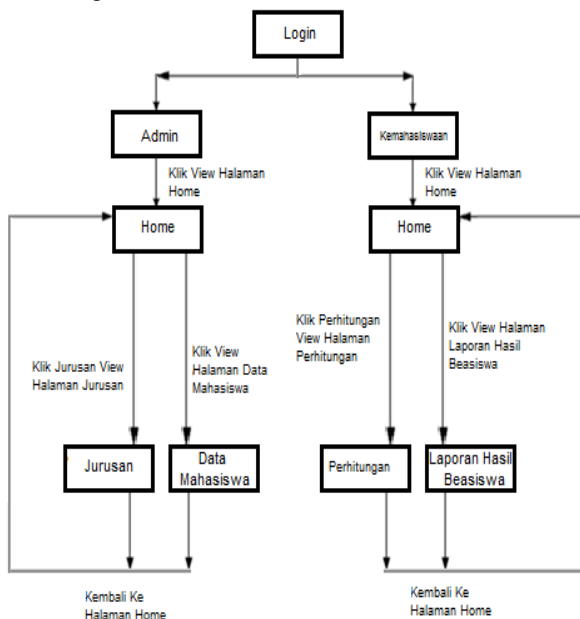 Login
Admin
Kemahasiswaan
Klik View Halaman
Home
Klik View Halaman
Home
Home
Home
Klik Jurusan View
Halaman Jurusan
Klik View
Halaman Data
Mahasiswa
Klik Perhitungan
View Halaman
Perhitungan
Klik View Halaman
Laporan Hasil
Beasiswa
Jurusan
Data
Mahasiswa
Perhitungan
Laporan Hasil
Beasiswa
Kembali Ke
Halaman Home
Kembali Ke
Halaman Home